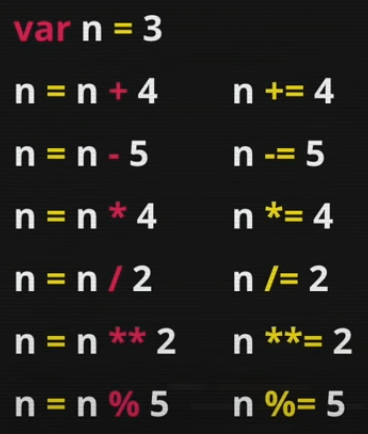 var n = 3
n = n + 4 n += 4
n = n - 5 n -= 5
n = n * 4 n *= 4
n = n / 2 n /= 2
n = n ** 2 n **= 2
n = n % 5 n %= 5